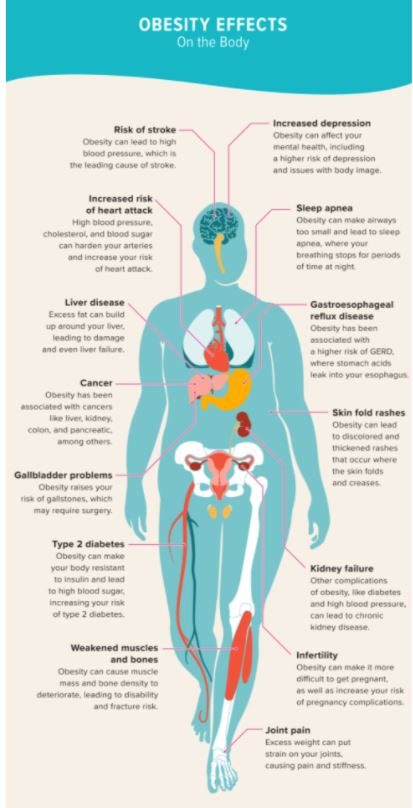 OBESITY EFFECTS
On the Body
Risk of stroke
Obesity can lead to high
blood pressure, which is
the leading cause of stroke.
Increased depression
Obesity can affect your
mental health, including
a higher risk of depression
and issues with body image.
Increased risk
of heart attack
High blood pressure,
cholesterol, and blood sugar
can harden your arteries
and increase your risk
of heart attack.
Sleep apnea
Obesity can make airways
too small and lead to sleep
apnea, where your
breathing stops for periods
of time at night.
Liver disease
Excess fat can build
up around your liver,
leading to damage
and even liver failure.
Gastroesophageal
reflux disease
Obesity has been
associated with
a higher risk of GERD,
where stomach acids
leak into your esophagus.
Cancer
Obesity has been
associated with cancers
like liver, kidney,
colon, and pancreatic,
among others.
Skin fold rashes
Obesity can lead
to discolored and
thickened rashes
that occur where
the skin folds
and creases.
Gallbladder problems
Obesity raises your
risk of gallstones, which
may require surgery.
Type 2 diabetes
Obesity can make
your body resistant
to insulin and lead
to high blood sugar,
increasing your risk
of type 2 diabetes.
Kidney failure
Other complications
of obesity, like diabetes
and high blood pressure,
can lead to chronic
kidney disease.
Weakened muscles
and bones
Obesity can cause muscle
mass and bone density to
deteriorate, leading to disability
and fracture risk.
Infertility
Obesity can make it more
difficult to get pregnant,
as well as increase your risk
of pregnancy complications.
Joint pain
Excess weight can put
strain on your joints,
causing pain and stiffness.